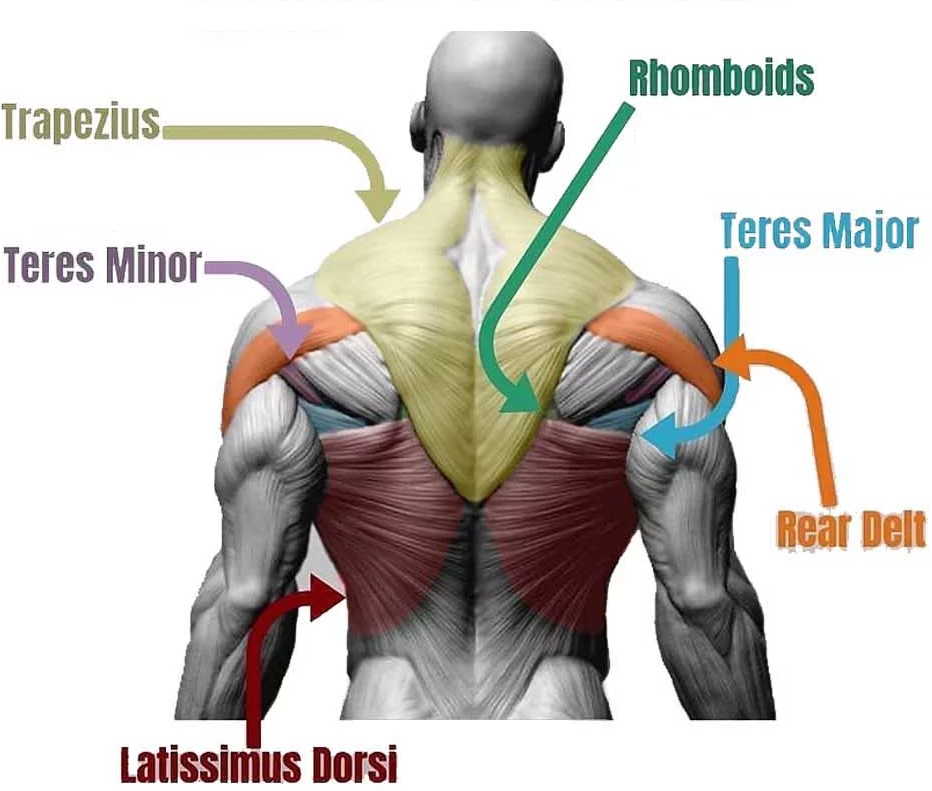 Rhomboids
Trapezius
Teres Major
Teres Minor
Rear Delt
Latissimus Dorsi